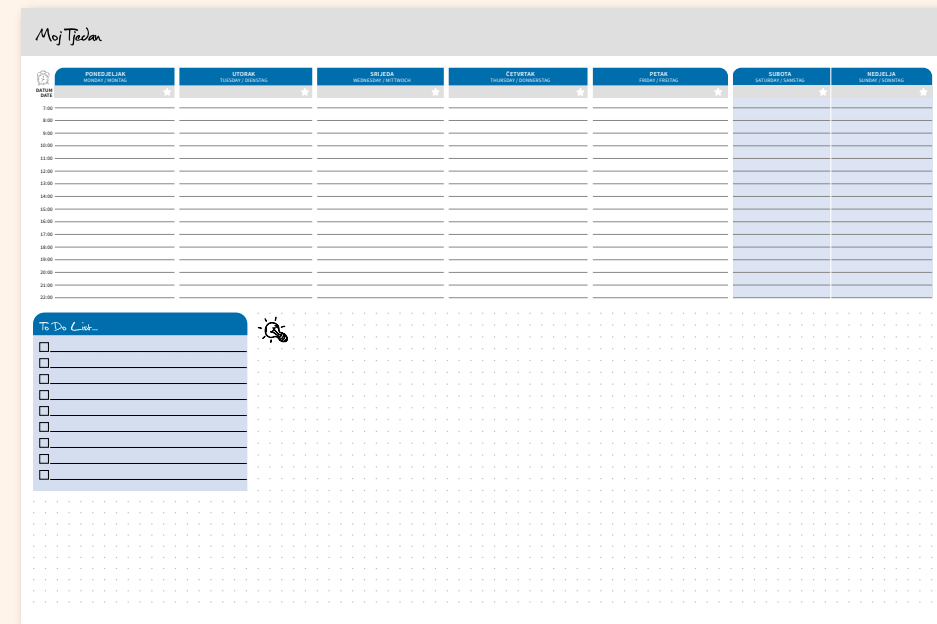 Moj Tjedan
PONEDJELJAK
MONDAY / MONTAG
UTORAK
TUESDAY / DIENSTAG
SRIJEDA
WEDNESDAY / MITTWOCH
ČETVRTAK
THURSDAY / DONNERSTAG
PETAK
FRIDAY / FREITAG
SUBOTA
SATURDAY / SAMSTAG
NEDJELJA
SUNDAY / SONNTAG
DATUM
DATE
7:00
8:00
9:00
10:00
11:00
12:00
13:00
14:00
15:00
16:00
17:00
18:00
19:00
20:00
21:00
22:00
To Do List...